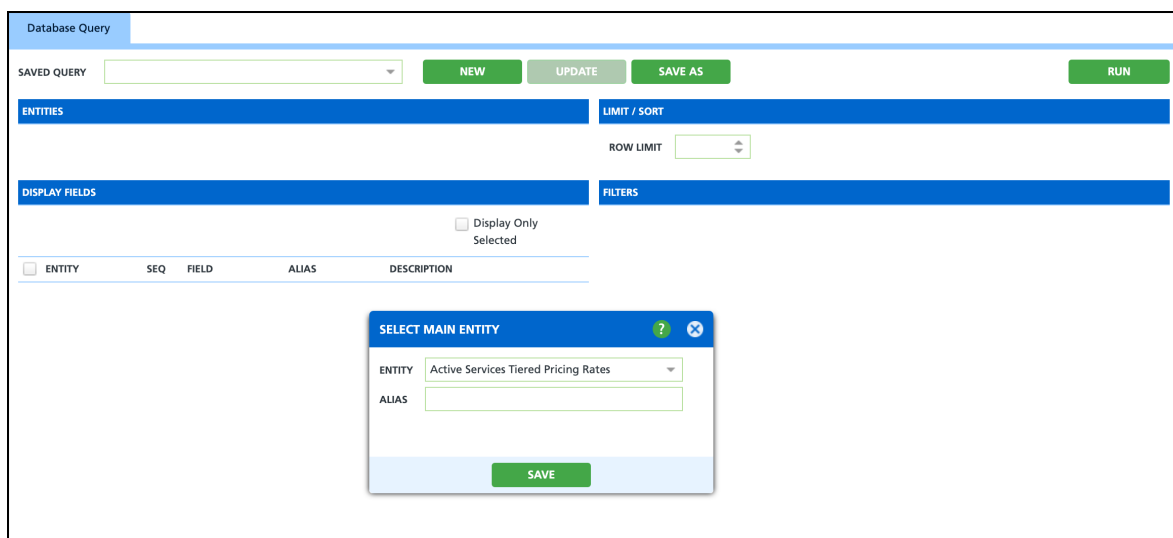 Database Query
SAVED QUERY NEW UPDATE SAVE AS RUN
ENTITIES LIMIT / SORT
ROW LIMIT
DISPLAY FIELDS FILTERS
Display Only
Selected
ENTITY SEQ FIELD ALIAS DESCRIPTION
SELECT MAIN ENTITY ?
ENTITY Active Services Tiered Pricing Rates
ALIAS
SAVE